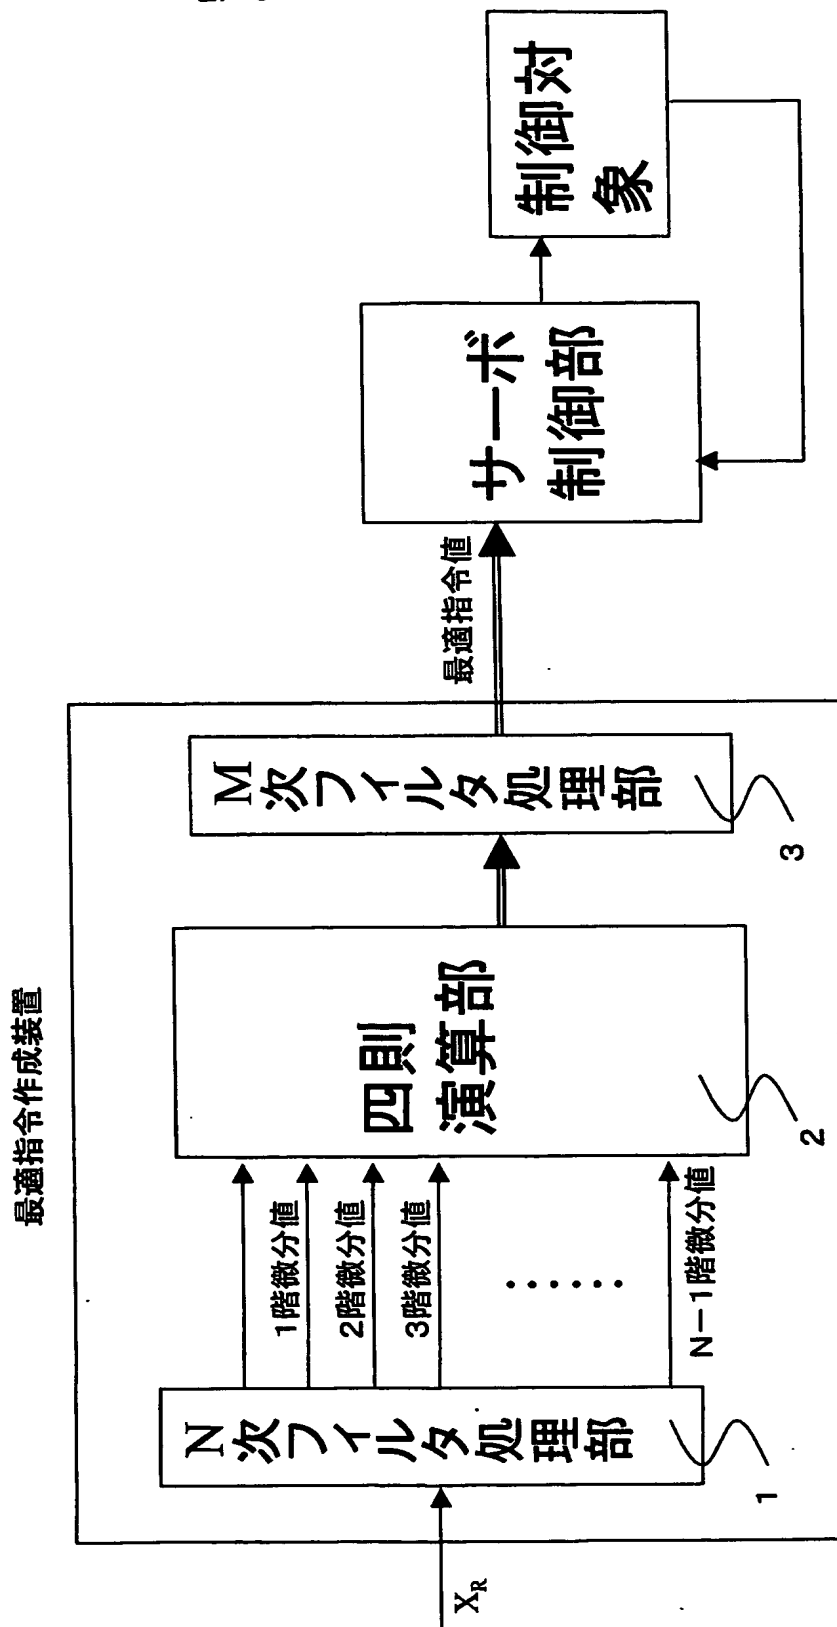 最適指令作成装置
X_R
N次フィルタ処理部
1
1階微分値
2階微分値
3階微分値
……
N－1階微分値
四則
演算部
2
M次フィルタ処理部
3
最適指令値
サーボ
制御部
制御対
象